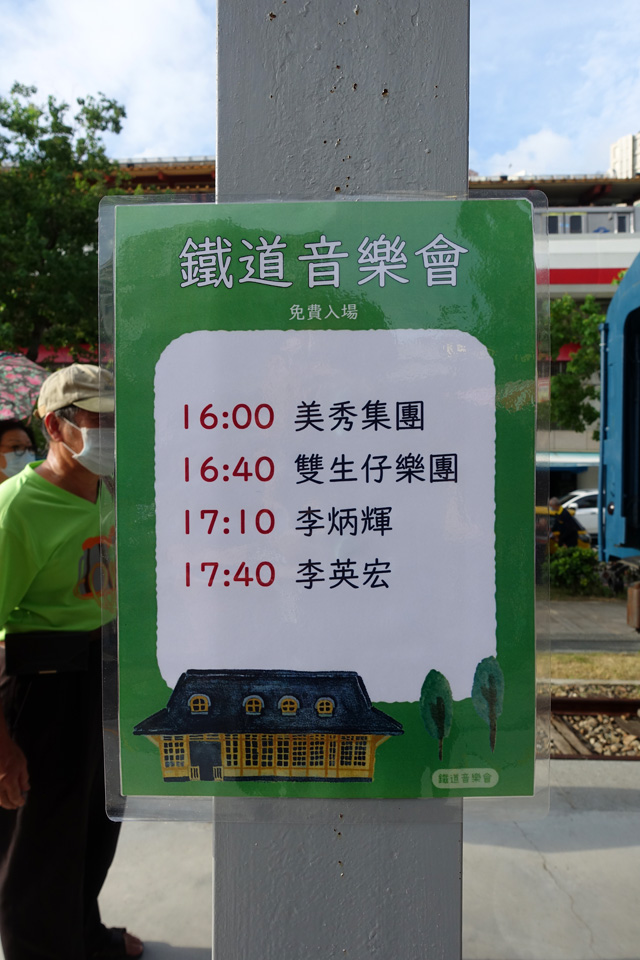 鐵道音樂會
免費入場
16:00 美秀集團
16:40 雙生仔樂團
17:10 李炳輝
17:40 李英宏
鐵道音樂會